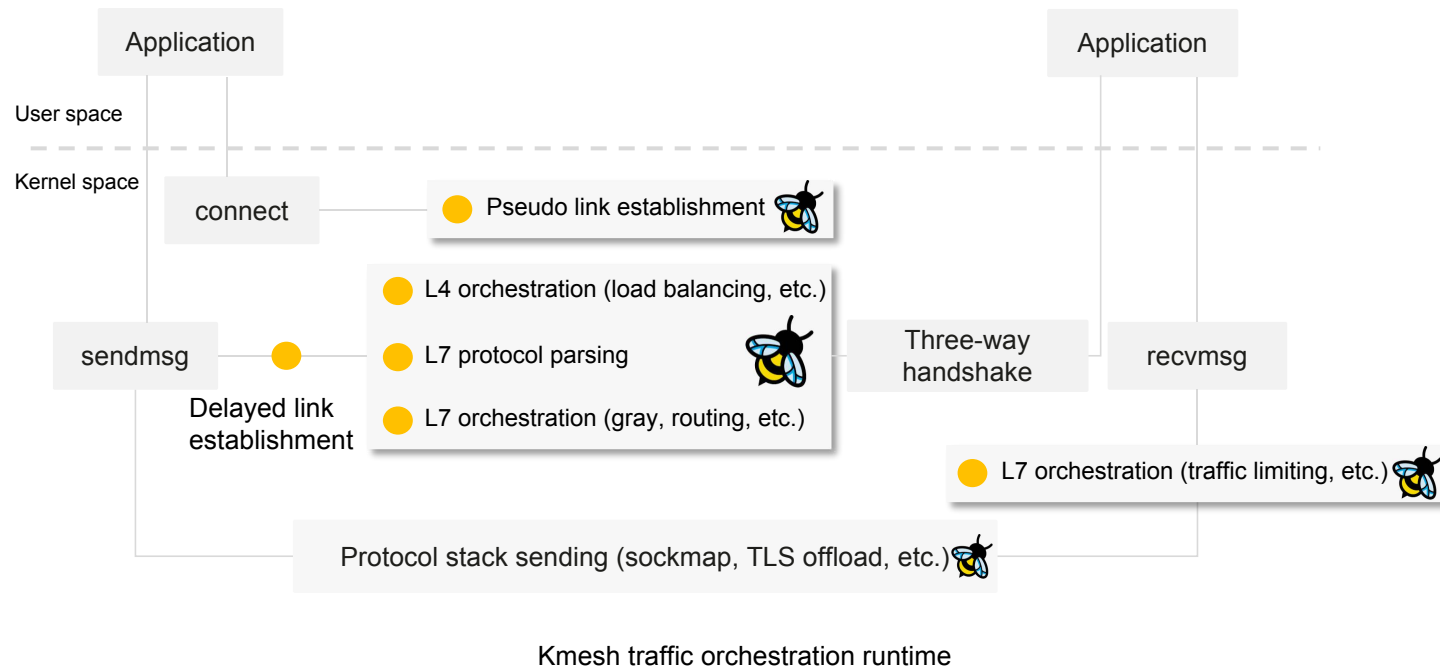 Application
Application
User space
Kernel space
connect
Pseudo link establishment
L4 orchestration (load balancing, etc.)
sendmsg
L7 protocol parsing
Three-way
handshake
recvmsg
Delayed link
establishment
L7 orchestration (gray, routing, etc.)
L7 orchestration (traffic limiting, etc.)
Protocol stack sending (sockmap, TLS offload, etc.)
Kmesh traffic orchestration runtime